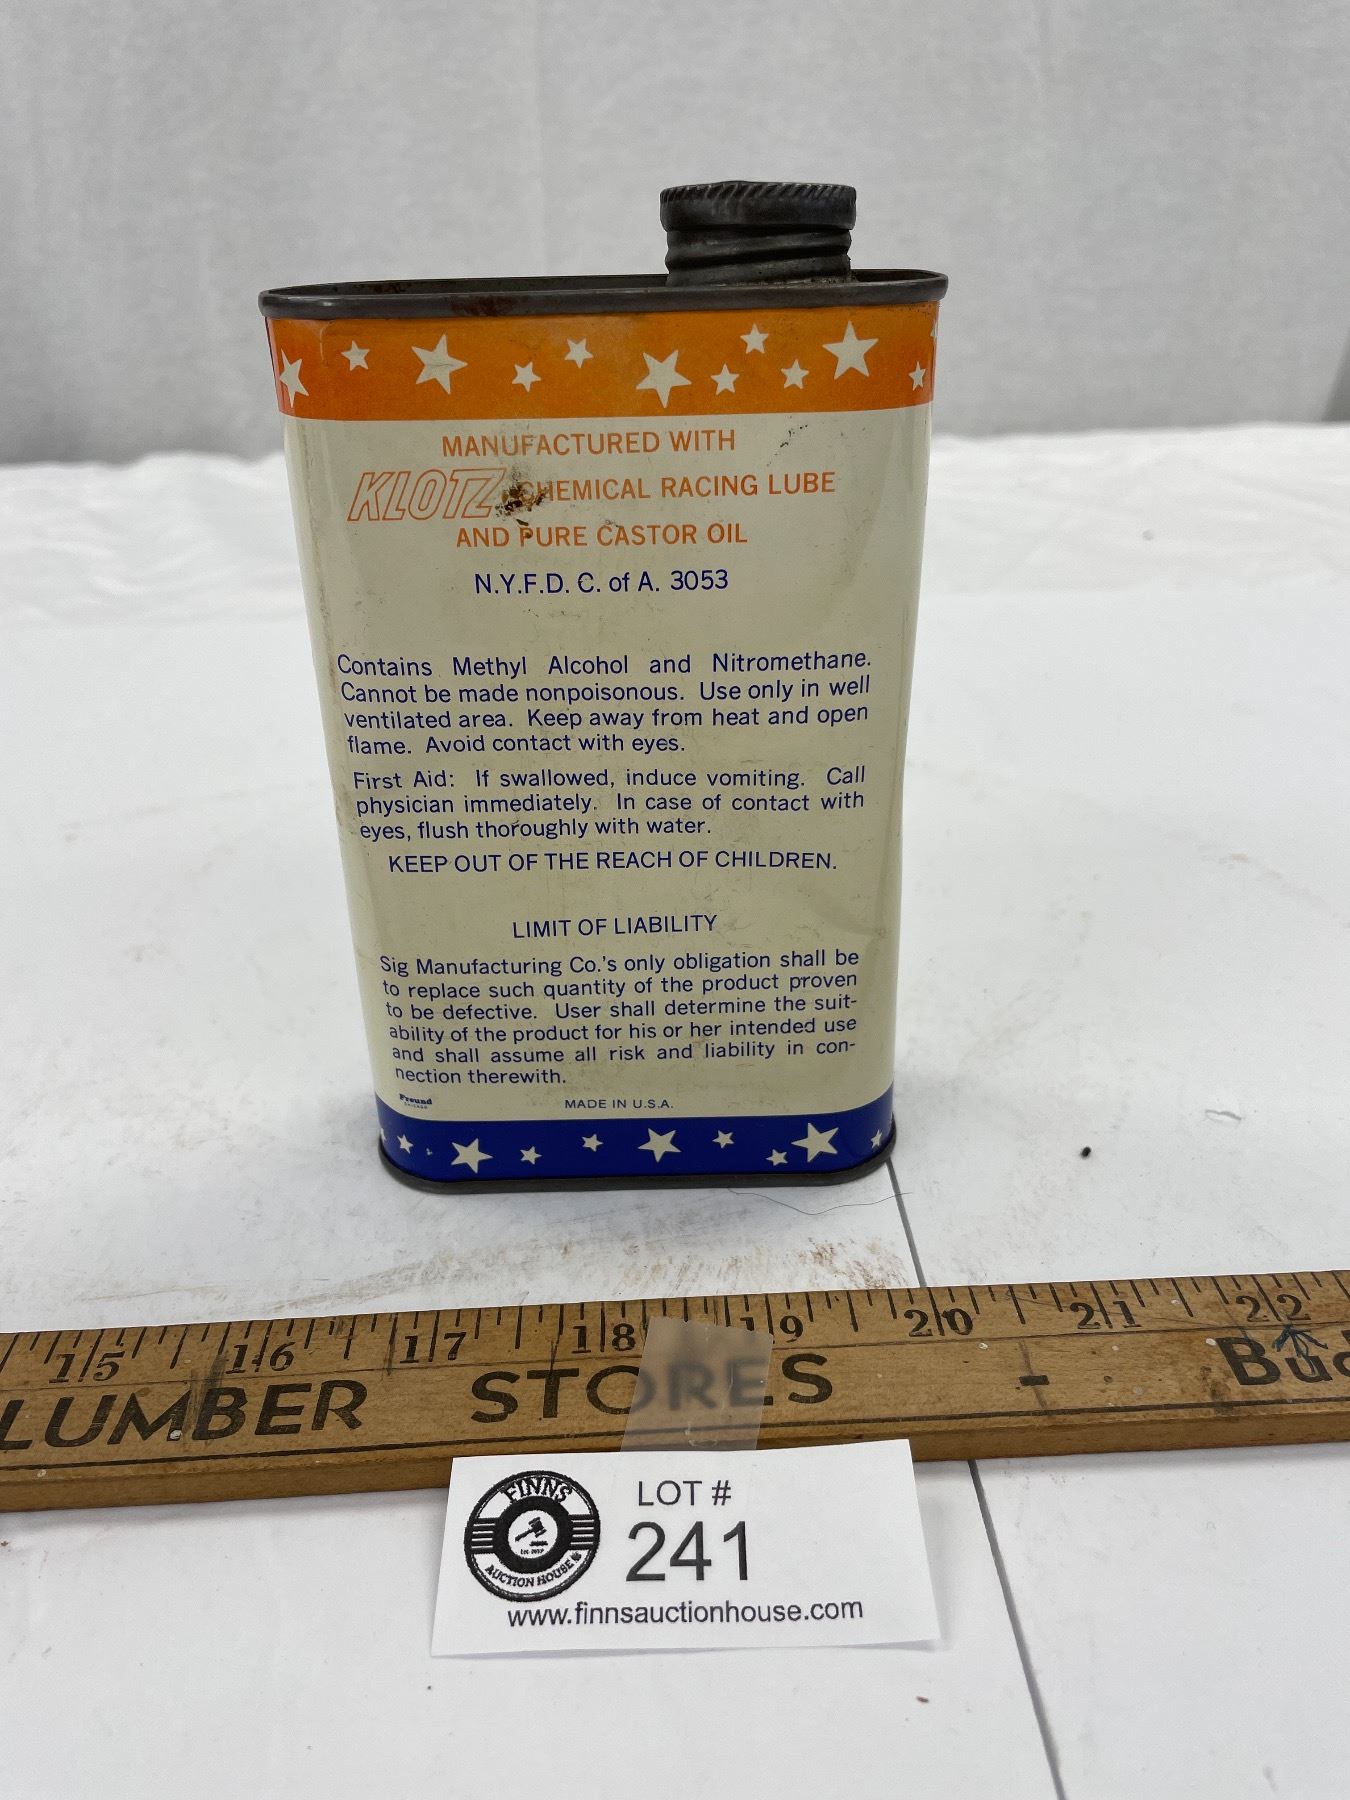 MANUFACTURED WITH
KLOTZ CHEMICAL RACING LUBE
AND PURE CASTOR OIL
N.Y.F.D. C. of A. 3053
Contains Methyl Alcohol and Nitromethane.
Cannot be made nonpoisonous. Use only in well
ventilated area. Keep away from heat and open
flame. Avoid contact with eyes.
First Aid: If swallowed, induce vomiting. Call
physician immediately. In case of contact with
eyes, flush thoroughly with water.
KEEP OUT OF THE REACH OF CHILDREN.
LIMIT OF LIABILITY
Sig Manufacturing Co.'s only obligation shall be
to replace such quantity of the product proven
to be defective. User shall determine the suit-
ability of the product for his or her intended use
and shall assume all risk and liability in con-
nection therewith.
Freund
CHICAGO
MADE IN U.S.A.
15 16 17 18 19 20 21 22
LUMBER STORES -
FINNS
AUCTION HOUSE
LOT #
241
www.finnsauctionhouse.com